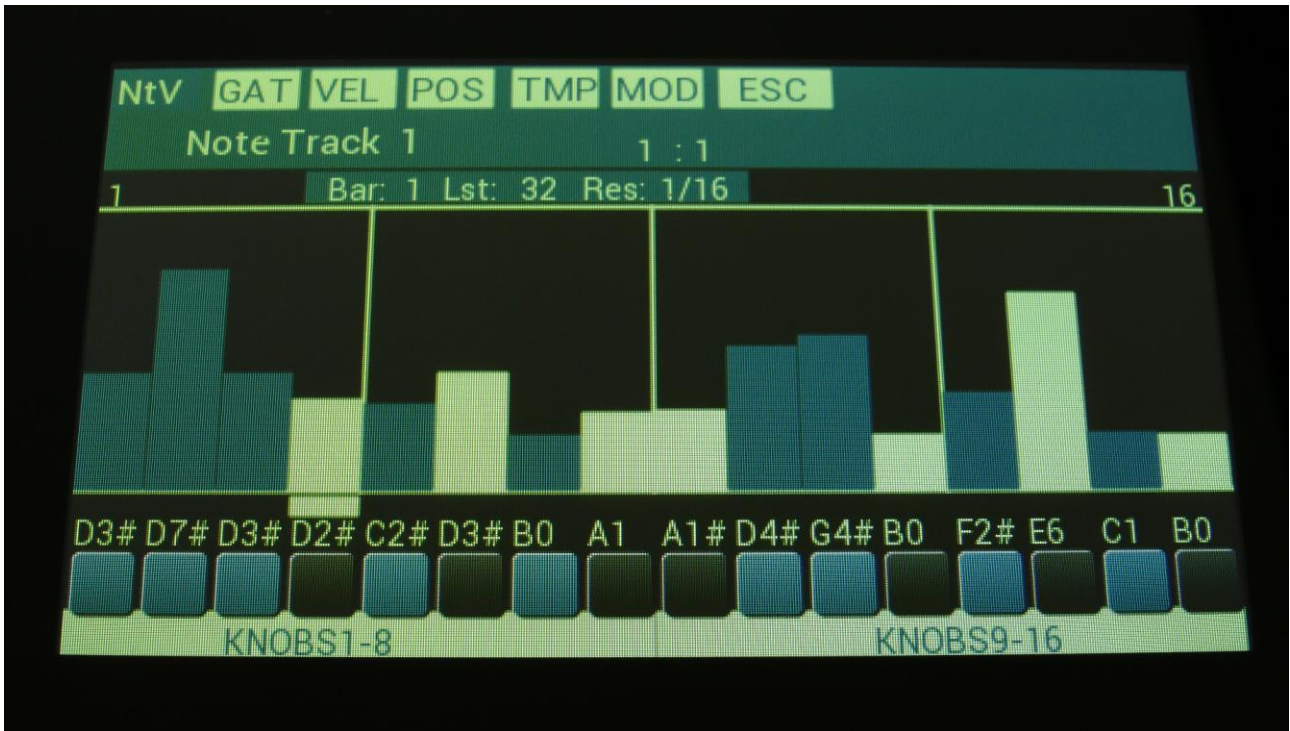 NtV GAT VEL POS TMP MOD ESC
Note Track 1 1 : 1
1 Bar: 1 Lst: 32 Res: 1/16 16
D3# D7# D3# D2# C2# D3# B0 A1 A1# D4# G4# B0 F2# E6 C1 B0
KNOBS1-8 KNOBS9-16